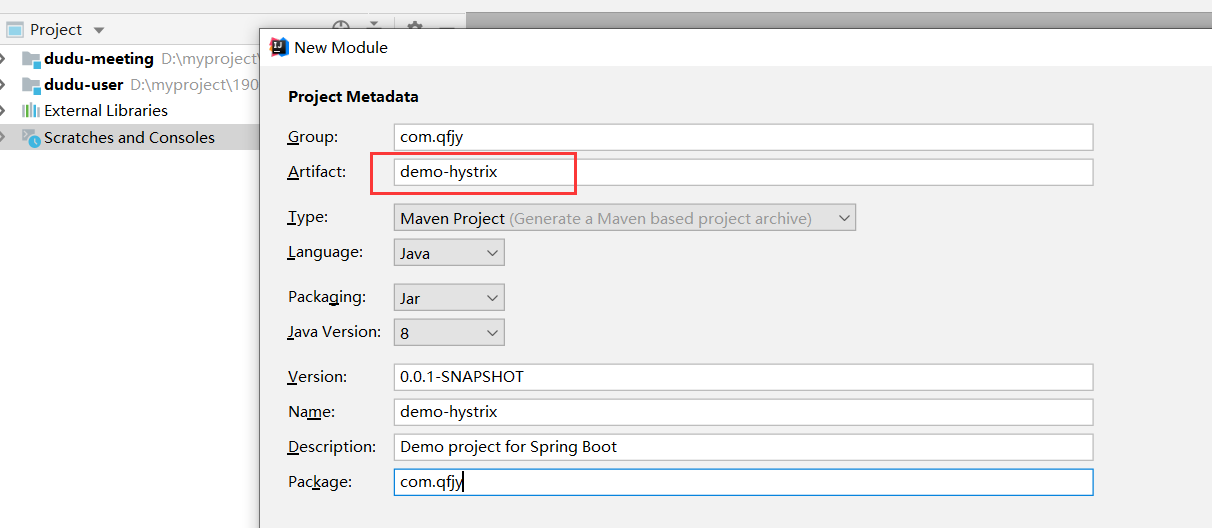 Project
dudu-meeting D:\myproject\
dudu-user D:\myproject\190
External Libraries
Scratches and Consoles
New Module
Project Metadata
Group: com.qfjy
Artifact: demo-hystrix
Type: Maven Project (Generate a Maven based project archive)
Language: Java
Packaging: Jar
Java Version: 8
Version: 0.0.1-SNAPSHOT
Name: demo-hystrix
Description: Demo project for Spring Boot
Package: com.qfjy